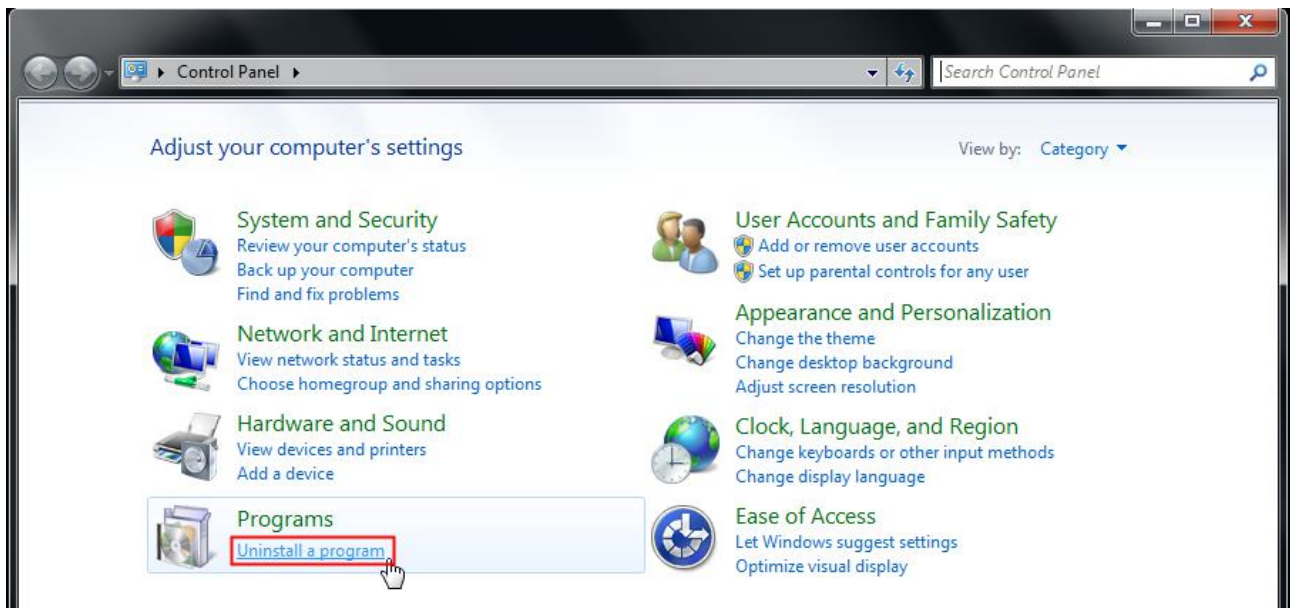 Control Panel
Search Control Panel
Adjust your computer's settings
View by: Category
System and Security
Review your computer's status
Back up your computer
Find and fix problems
Network and Internet
View network status and tasks
Choose homegroup and sharing options
Hardware and Sound
View devices and printers
Add a device
Programs
Uninstall a program
User Accounts and Family Safety
Add or remove user accounts
Set up parental controls for any user
Appearance and Personalization
Change the theme
Change desktop background
Adjust screen resolution
Clock, Language, and Region
Change keyboards or other input methods
Change display language
Ease of Access
Let Windows suggest settings
Optimize visual display